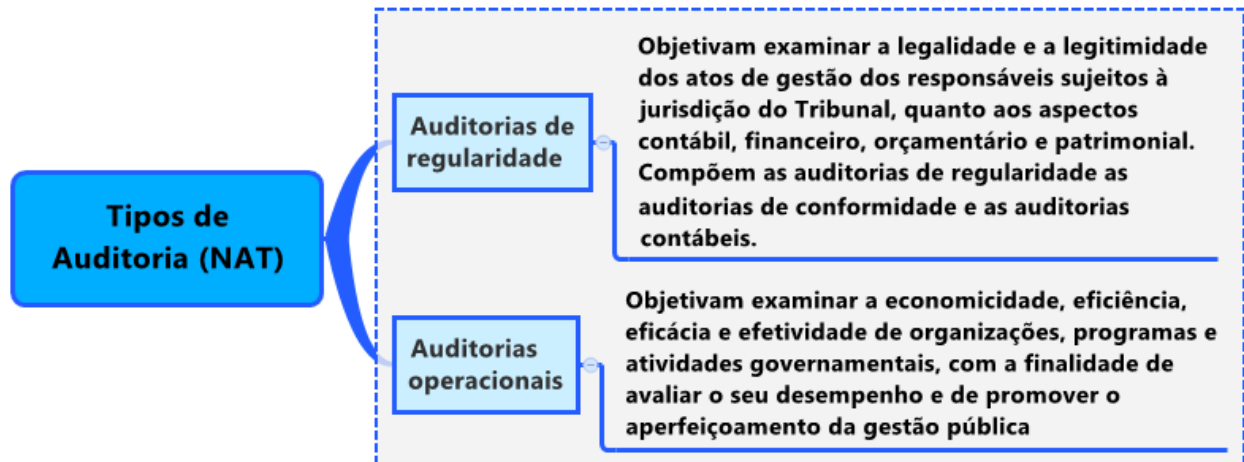 Tipos de
Auditoria (NAT)
Auditorias de
regularidade
Objetivam examinar a legalidade e a legitimidade
dos atos de gestão dos responsáveis sujeitos à
jurisdição do Tribunal, quanto aos aspectos
contábil, financeiro, orçamentário e patrimonial.
Compõem as auditorias de regularidade as
auditorias de conformidade e as auditorias
contábeis.
Auditorias
operacionais
Objetivam examinar a economicidade, eficiência,
eficácia e efetividade de organizações, programas e
atividades governamentais, com a finalidade de
avaliar o seu desempenho e de promover o
aperfeiçoamento da gestão pública